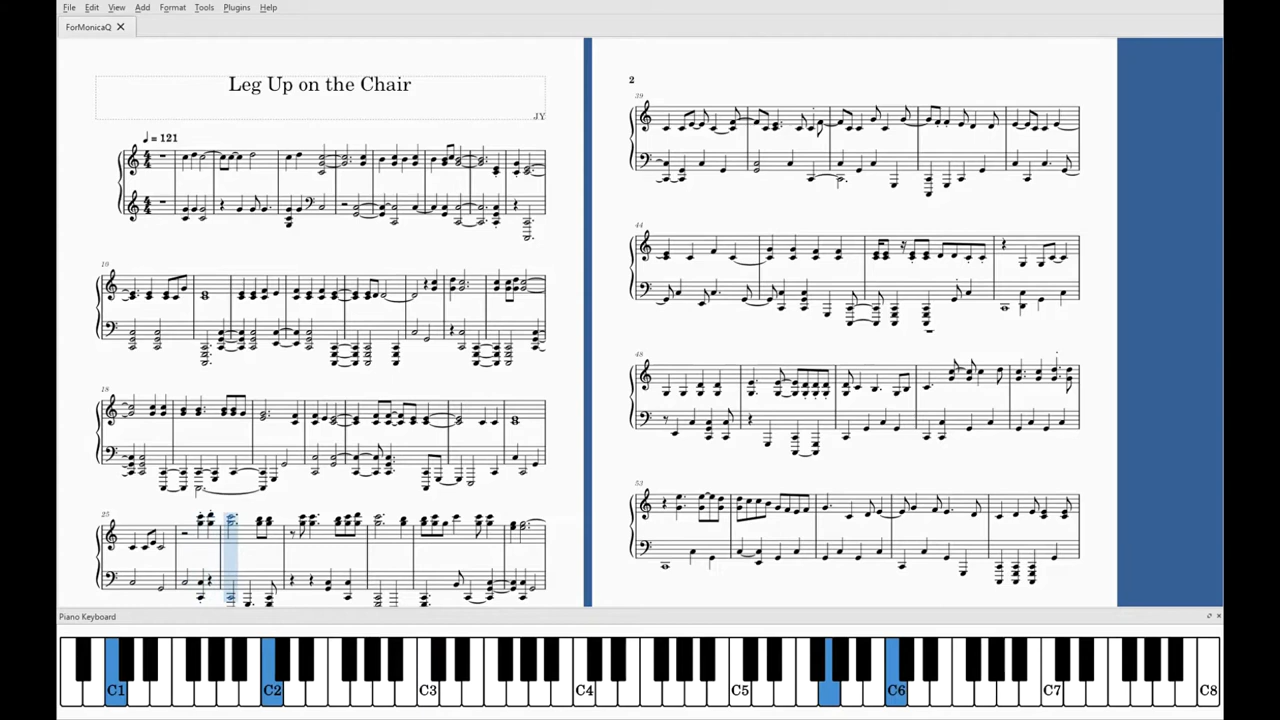 File Edit View Add Format Tools Plugins Help
ForMonicaQ
Leg Up on the Chair
JY
= 121
10
18
25
2
39
44
48
53
Piano Keyboard
C1 C2 C3 C4 C5 C6 C7 C8